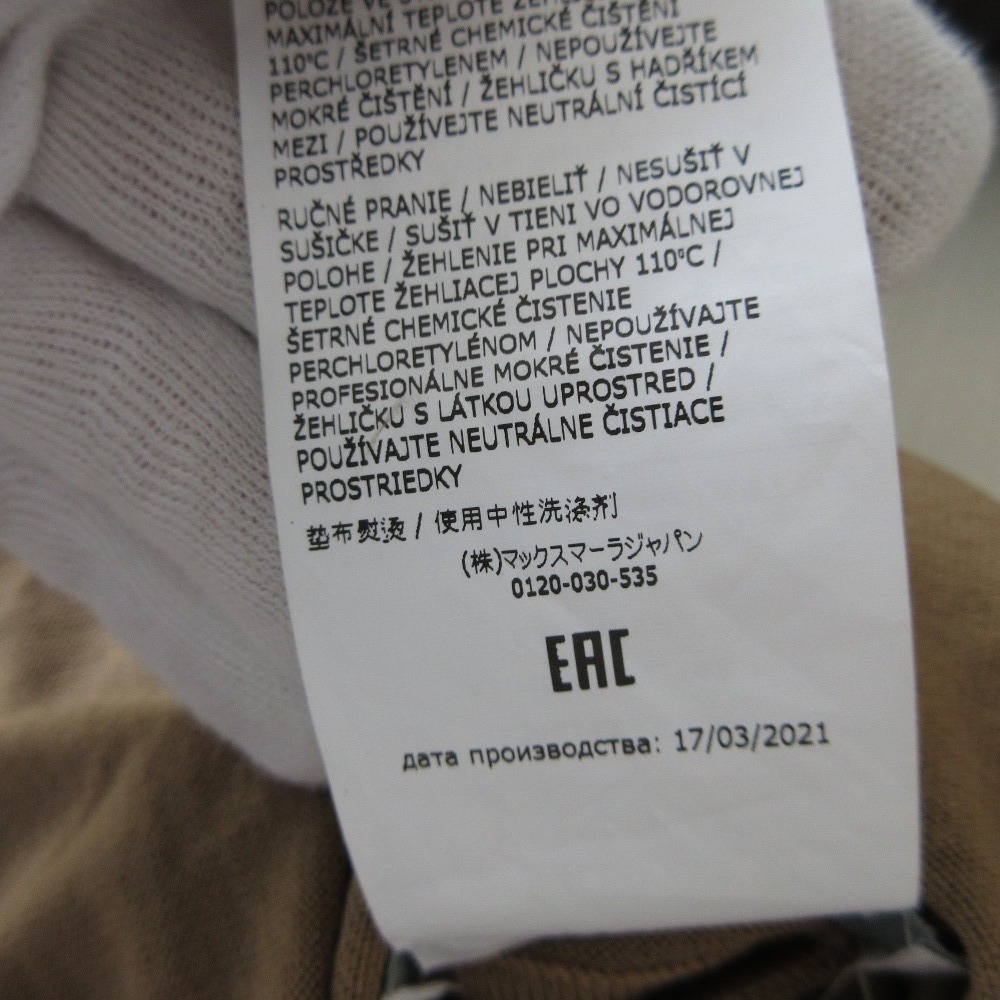 POLOZE VE
MAXIMÁLNÍ TEPLOTĚ
110°C / ŠETRNÉ CHEMICKÉ ČIŠTĚNÍ
PERCHLORETYLENEM / NEPOUŽÍVEJTE
MOKRÉ ČIŠTĚNÍ / ŽEHLIČKU S HADŘÍKEM
MEZI / POUŽÍVEJTE NEUTRÁLNÍ ČISTÍCÍ
PROSTŘEDKY
RUČNÉ PRANIE / NEBIELIŤ / NESUŠIŤ V
SUŠIČKE / SUŠIŤ V TIENI VO VODOROVNEJ
POLOHE / ŽEHLENIE PRI MAXIMÁLNEJ
TEPLOTE ŽEHLIACEJ PLOCHY 110°C /
ŠETRNÉ CHEMICKÉ ČISTENIE
PERCHLORETYLÉNOM / NEPOUŽÍVAJTE
PROFESIONÁLNE MOKRÉ ČISTENIE /
ŽEHLIČKU S LÁTKOU UPROSTRED /
POUŽÍVAJTE NEUTRÁLNE ČISTIACE
PROSTRIEDKY
垫布熨烫 / 使用中性洗涤剂
(株)マックスマーラジャパン
0120-030-535
EAC
дата производства: 17/03/2021